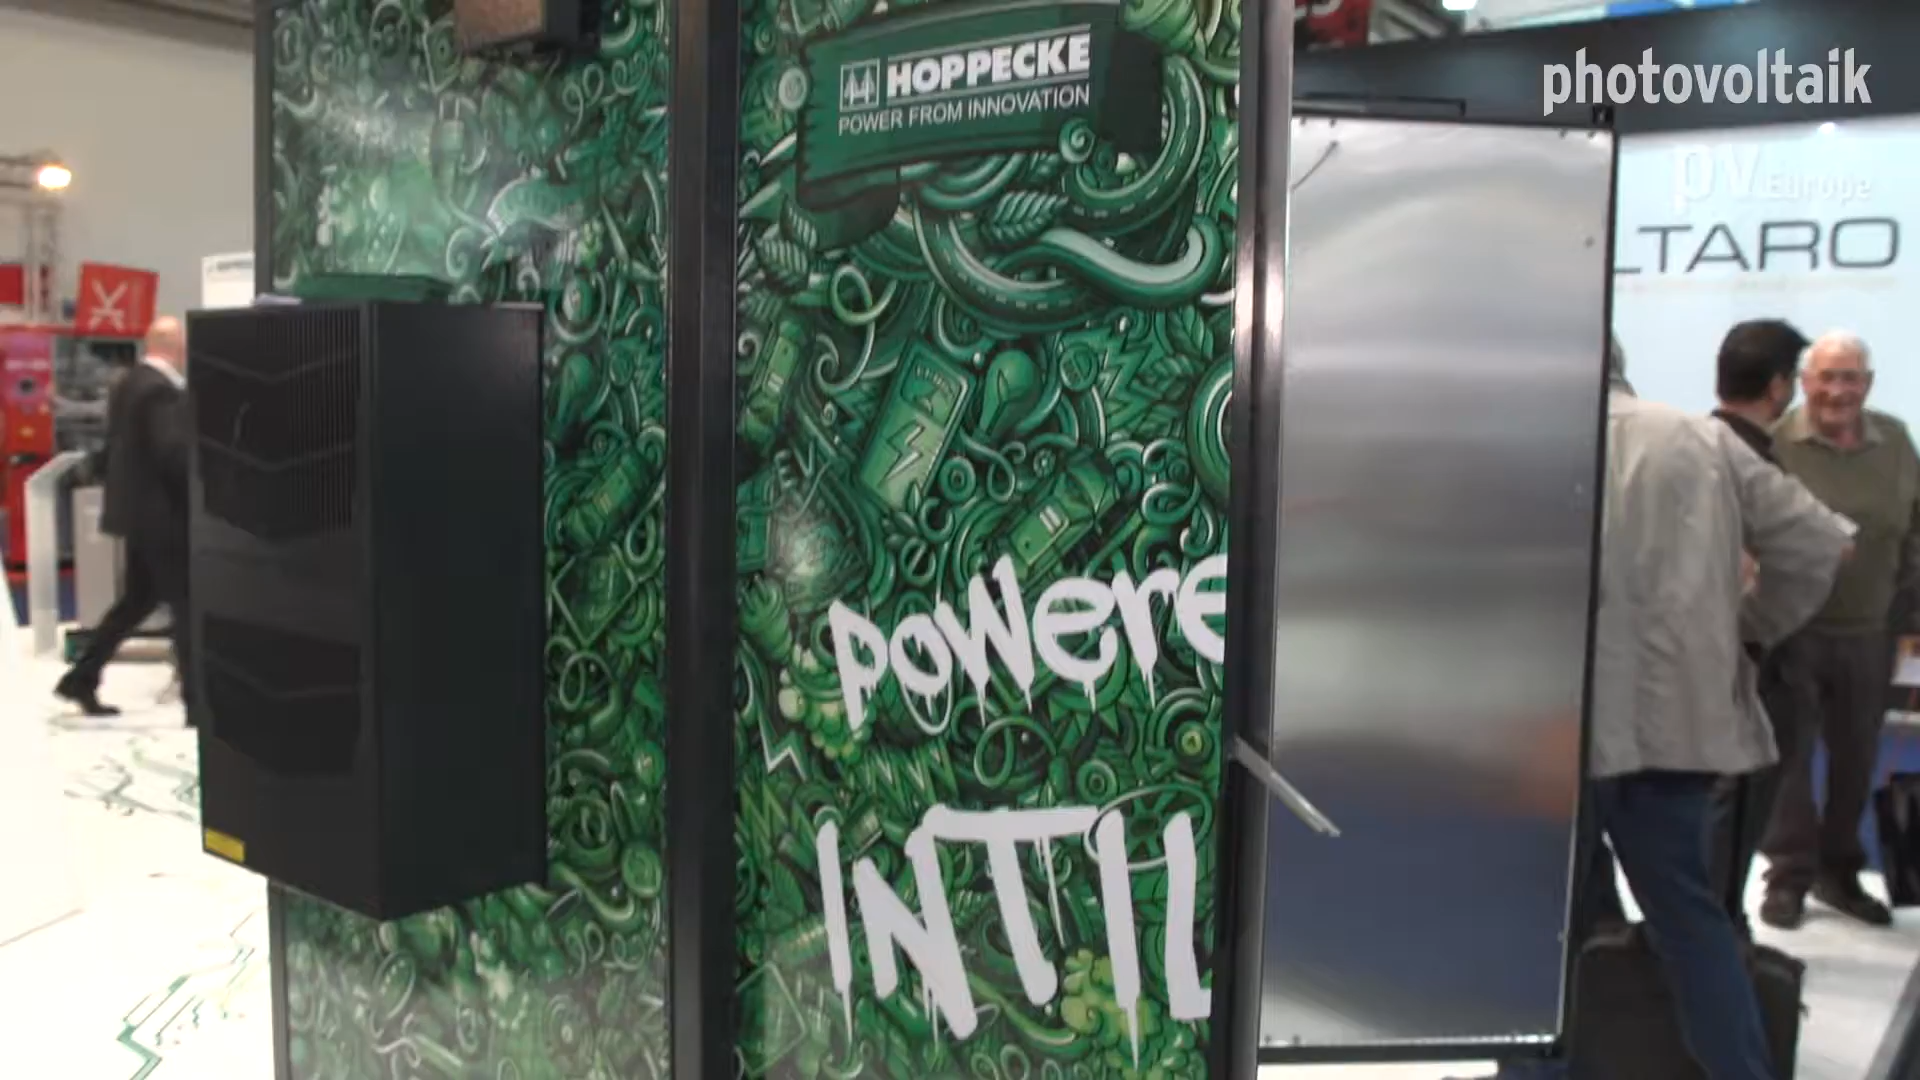 HOPPECKE
POWER FROM INNOVATION
photovoltaik
pv Europe
LTARO
powere
INTIL